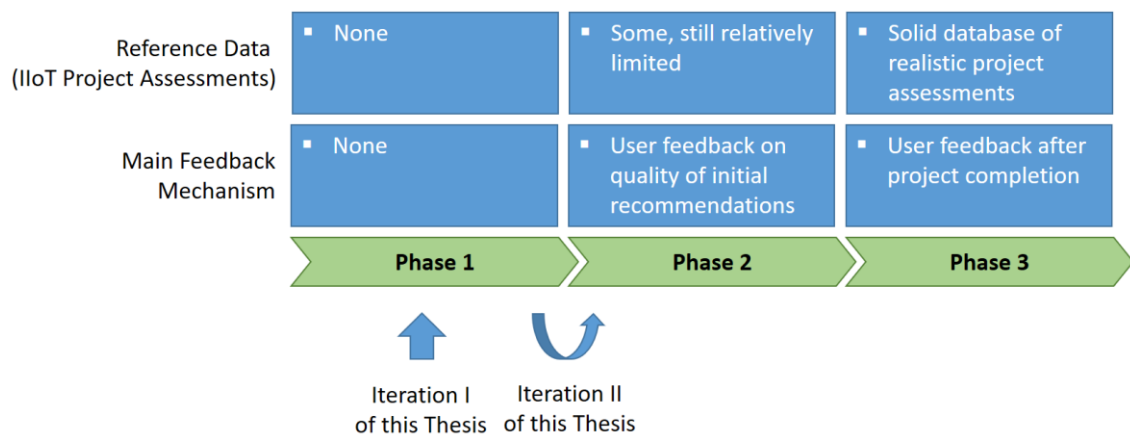 Reference Data
(IIoT Project Assessments)
▪ None
▪ Some, still relatively
limited
▪ Solid database of
realistic project
assessments
Main Feedback
Mechanism
▪ None
▪ User feedback on
quality of initial
recommendations
▪ User feedback after
project completion
Phase 1
Phase 2
Phase 3
Iteration I
of this Thesis
Iteration II
of this Thesis